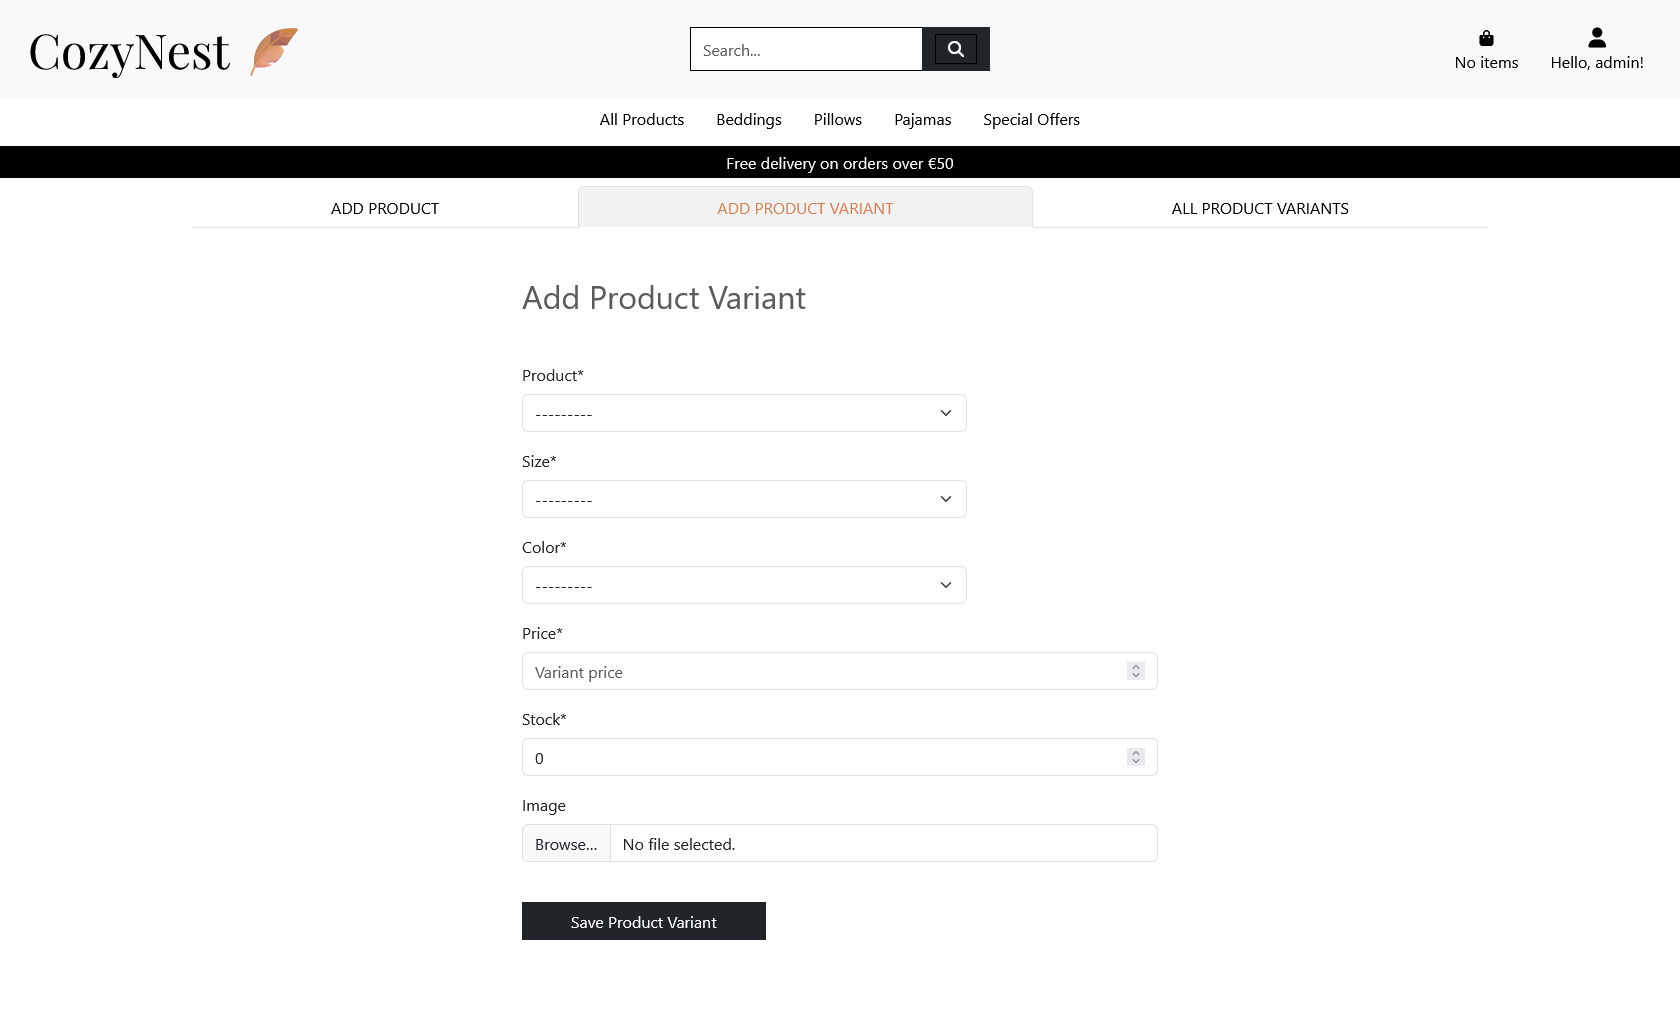 CozyNest
Search...
No items
Hello, admin!
All Products Beddings Pillows Pajamas Special Offers
Free delivery on orders over €50
ADD PRODUCT ADD PRODUCT VARIANT ALL PRODUCT VARIANTS
Add Product Variant
Product*
---------
Size*
---------
Color*
---------
Price*
Variant price
Stock*
0
Image
Browse... No file selected.
Save Product Variant